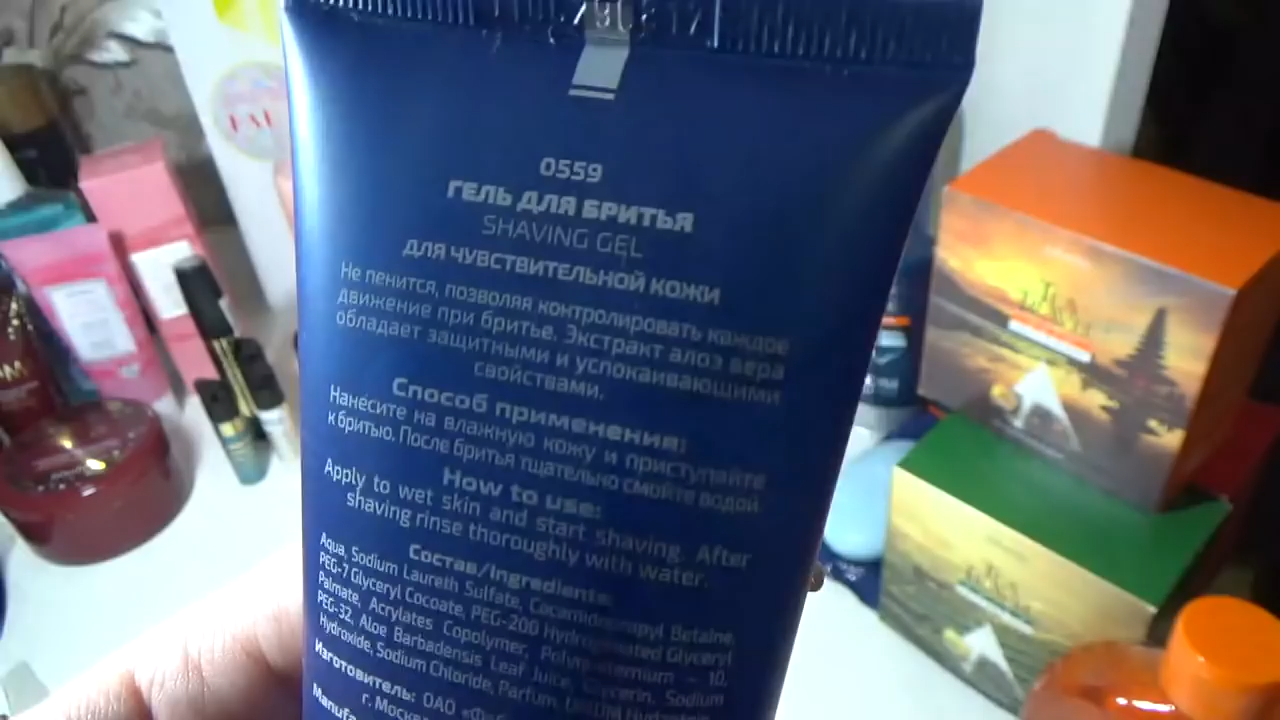 0559
ГЕЛЬ ДЛЯ БРИТЬЯ
SHAVING GEL
ДЛЯ ЧУВСТВИТЕЛЬНОЙ КОЖИ
Не пенится, позволяя контролировать каждое
движение при бритье. Экстракт алоэ вера
обладает защитными и успокаивающими
свойствами.
Способ применения:
Нанесите на влажную кожу и приступайте
к бритью. После бритья тщательно смойте водой.
How to use:
Apply to wet skin and start shaving. After
shaving rinse thoroughly with water.
Состав/Ingredients:
Aqua, Sodium Laureth Sulfate, Cocamidopropyl Betaine,
PEG-7 Glyceryl Cocoate, PEG-200 Hydrogenated Glyceryl
Palmate, Acrylates Copolymer, Polyquaternium - 10,
PEG-32, Aloe Barbadensis Leaf Juice, Glycerin, Sodium
Hydroxide, Sodium Chloride, Parfum,
Изготовитель: ОАО
г. Москва